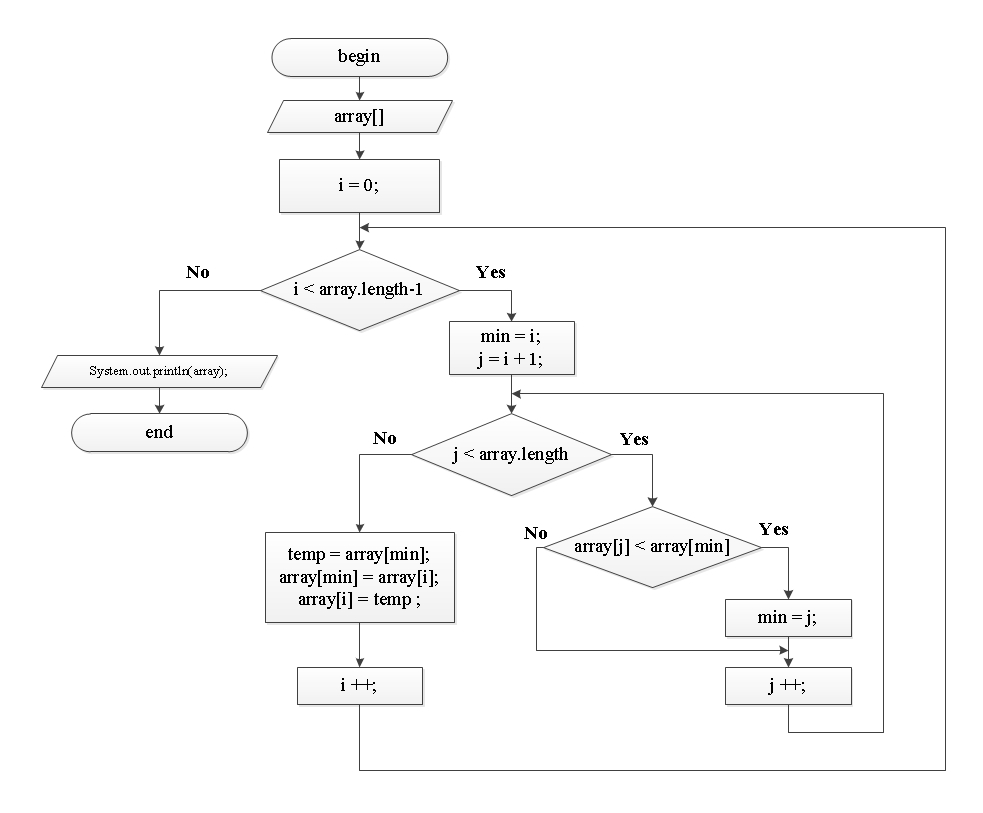 begin
array[]
i = 0;
i < array.length-1
No
Yes
System.out.println(array);
end
min = i;
j = i + 1;
j < array.length
No
Yes
temp = array[min];
array[min] = array[i];
array[i] = temp ;
i ++;
array[j] < array[min]
No
Yes
min = j;
j ++;